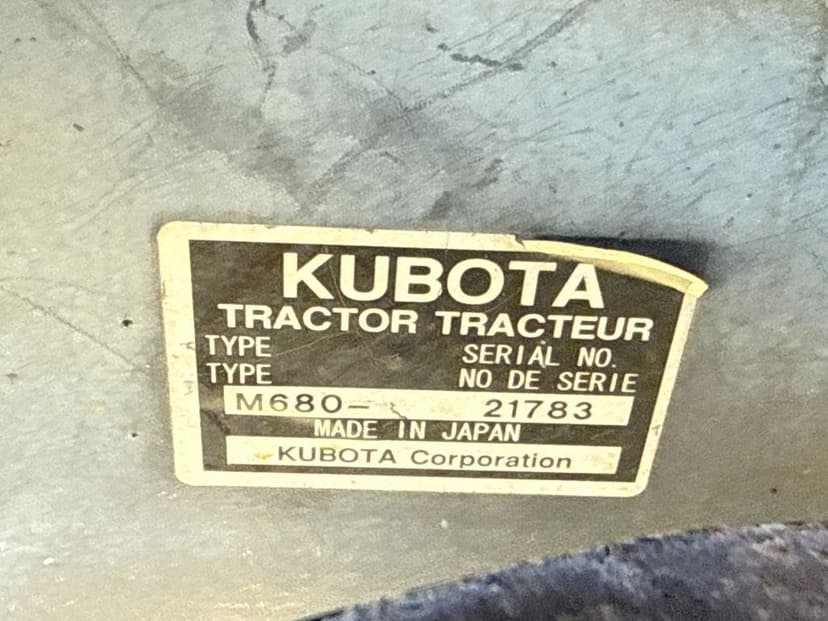 KUBOTA
TRACTOR TRACTEUR
TYPE SERIAL NO.
TYPE NO DE SERIE
M680- 21783
MADE IN JAPAN
KUBOTA Corporation